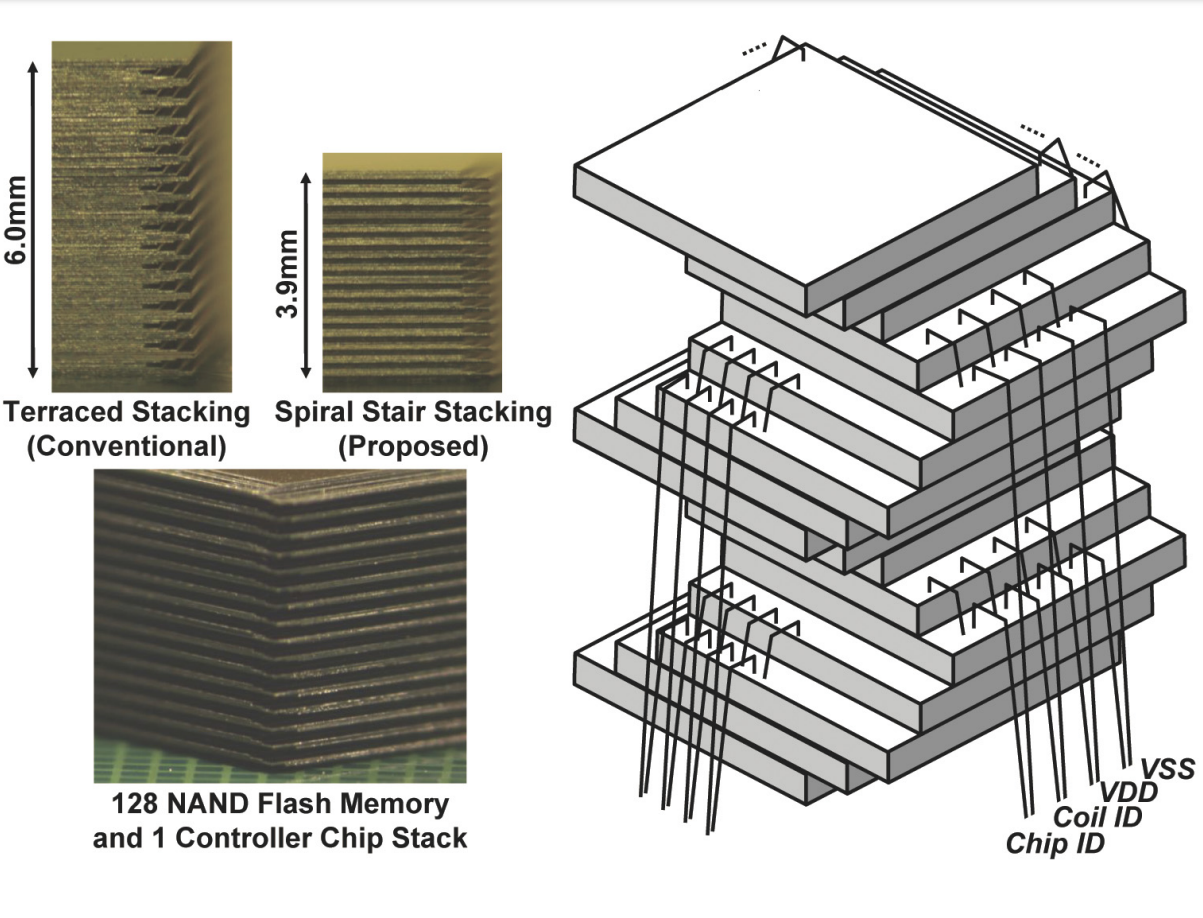 6.0mm
3.9mm
Terraced Stacking
(Conventional)
Spiral Stair Stacking
(Proposed)
128 NAND Flash Memory
and 1 Controller Chip Stack
VSS
VDD
Coil ID
Chip ID